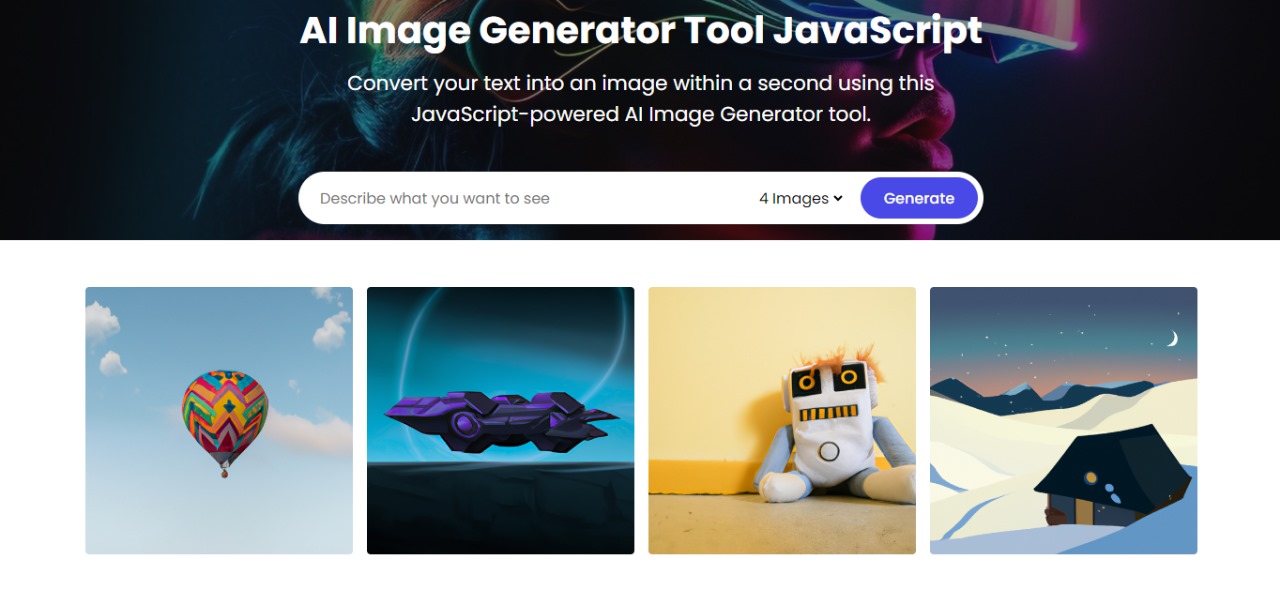 AI Image Generator Tool JavaScript
Convert your text into an image within a second using this
JavaScript-powered AI Image Generator tool.
Describe what you want to see
4 Images
Generate